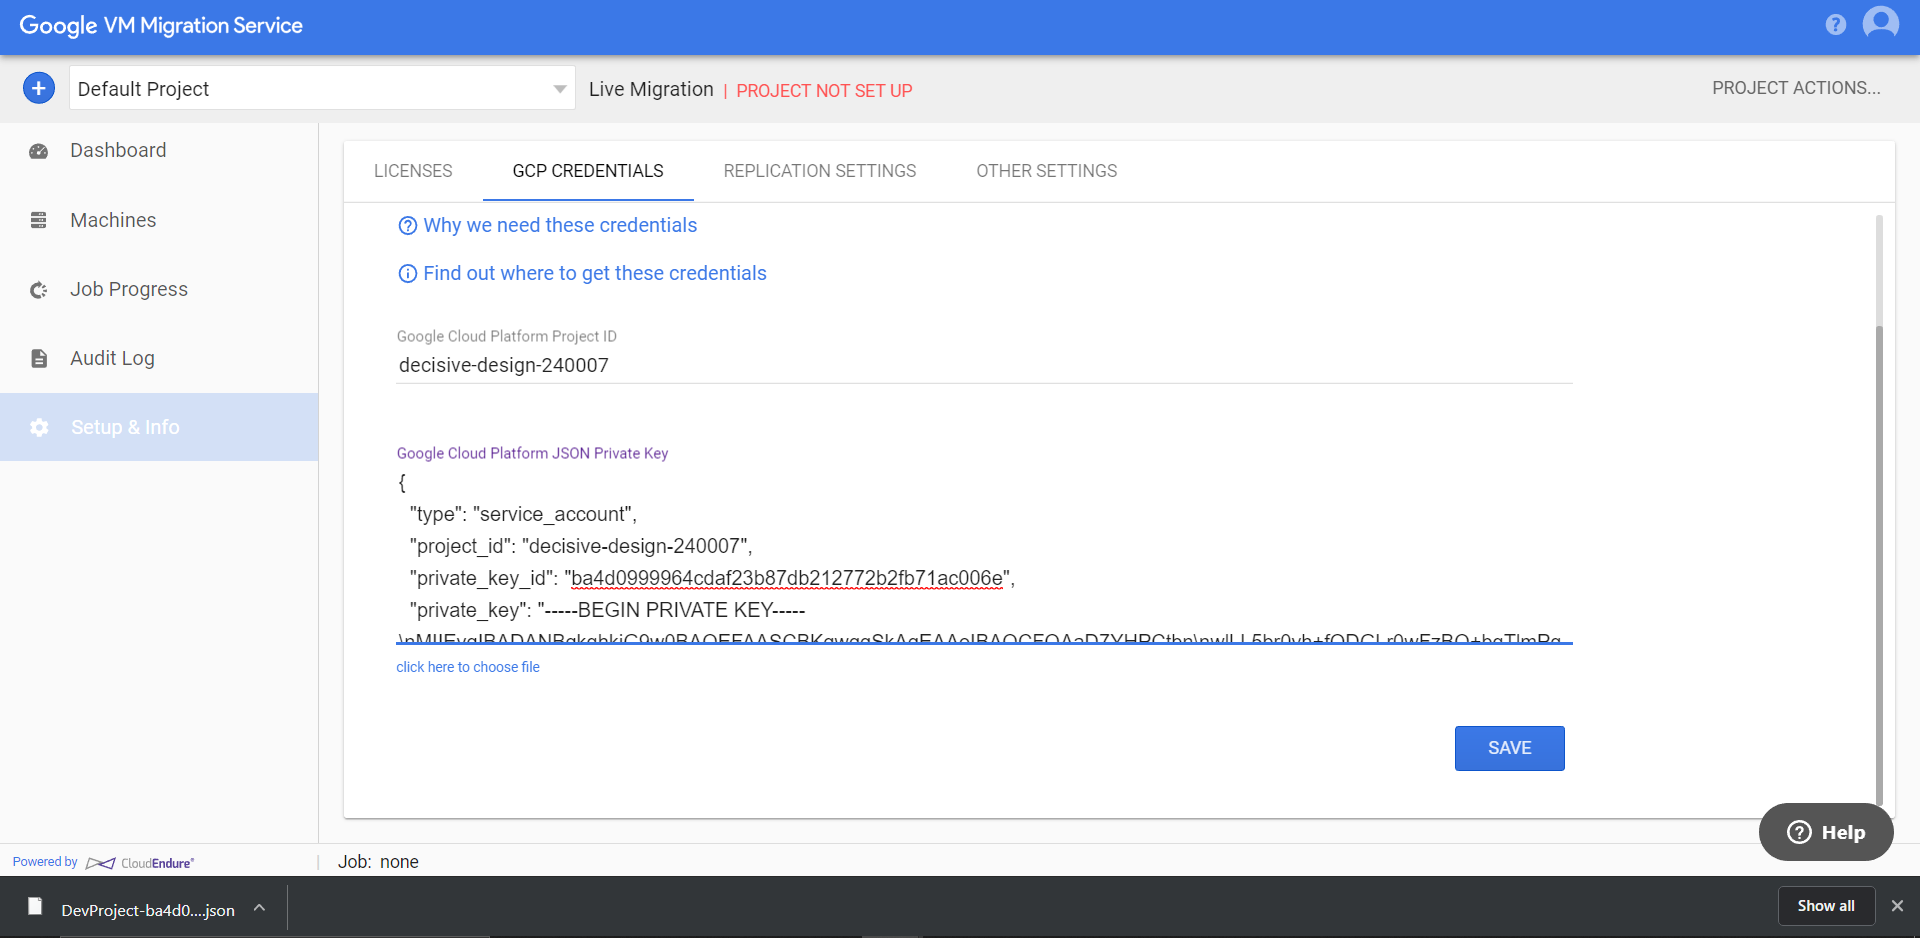 Google VM Migration Service
Default Project
Live Migration | PROJECT NOT SET UP
PROJECT ACTIONS...
Dashboard
Machines
Job Progress
Audit Log
Setup & Info
LICENSES
GCP CREDENTIALS
REPLICATION SETTINGS
OTHER SETTINGS
Why we need these credentials
Find out where to get these credentials
Google Cloud Platform Project ID
decisive-design-240007
Google Cloud Platform JSON Private Key
{
"type": "service_account",
"project_id": "decisive-design-240007",
"private_key_id": "ba4d0999964cdaf23b87db212772b2fb71ac006e",
"private_key": "-----BEGIN PRIVATE KEY-----
click here to choose file
SAVE
Help
Powered by CloudEndure
Job: none
DevProject-ba4d0....json
Show all